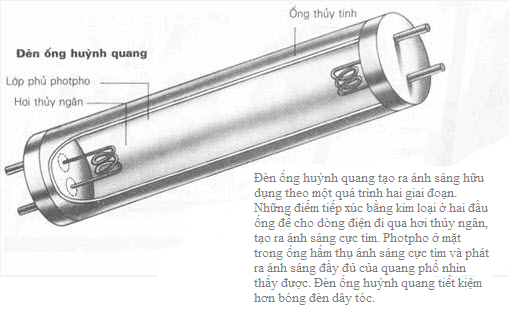 Ống thủy tinh
Đèn ống huỳnh quang
Lớp phủ photpho
Hơi thủy ngân
Đèn ống huỳnh quang tạo ra ánh sáng hữu
dụng theo một quá trình hai giai đoạn.
Những điểm tiếp xúc bằng kim loại ở hai đầu
ống để cho dòng điện đi qua hơi thủy ngân,
tạo ra ánh sáng cực tím. Photpho ở mặt
trong ống hấm thụ ánh sáng cực tím và phát
ra ánh sáng đầy đủ của quang phổ nhìn
thấy được. Đèn ống huỳnh quang tiết kiệm
hơn bóng đèn dây tóc.